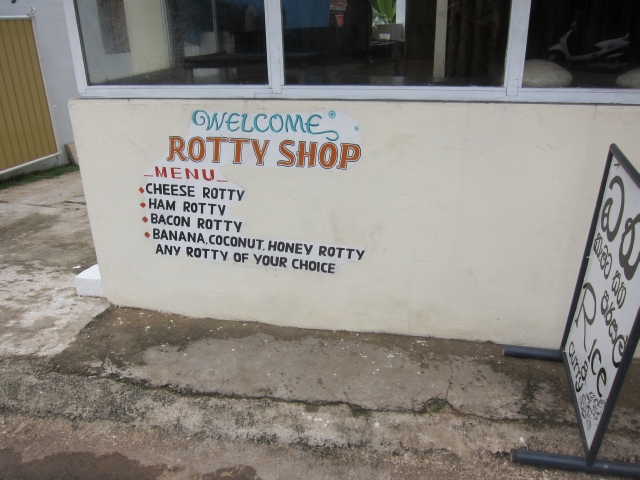 WELCOME
ROTTY SHOP
MENU
CHEESE ROTTY
HAM ROTTY
BACON ROTTY
BANANA, COCONUT, HONEY ROTTY
ANY ROTTY OF YOUR CHOICE
Rice